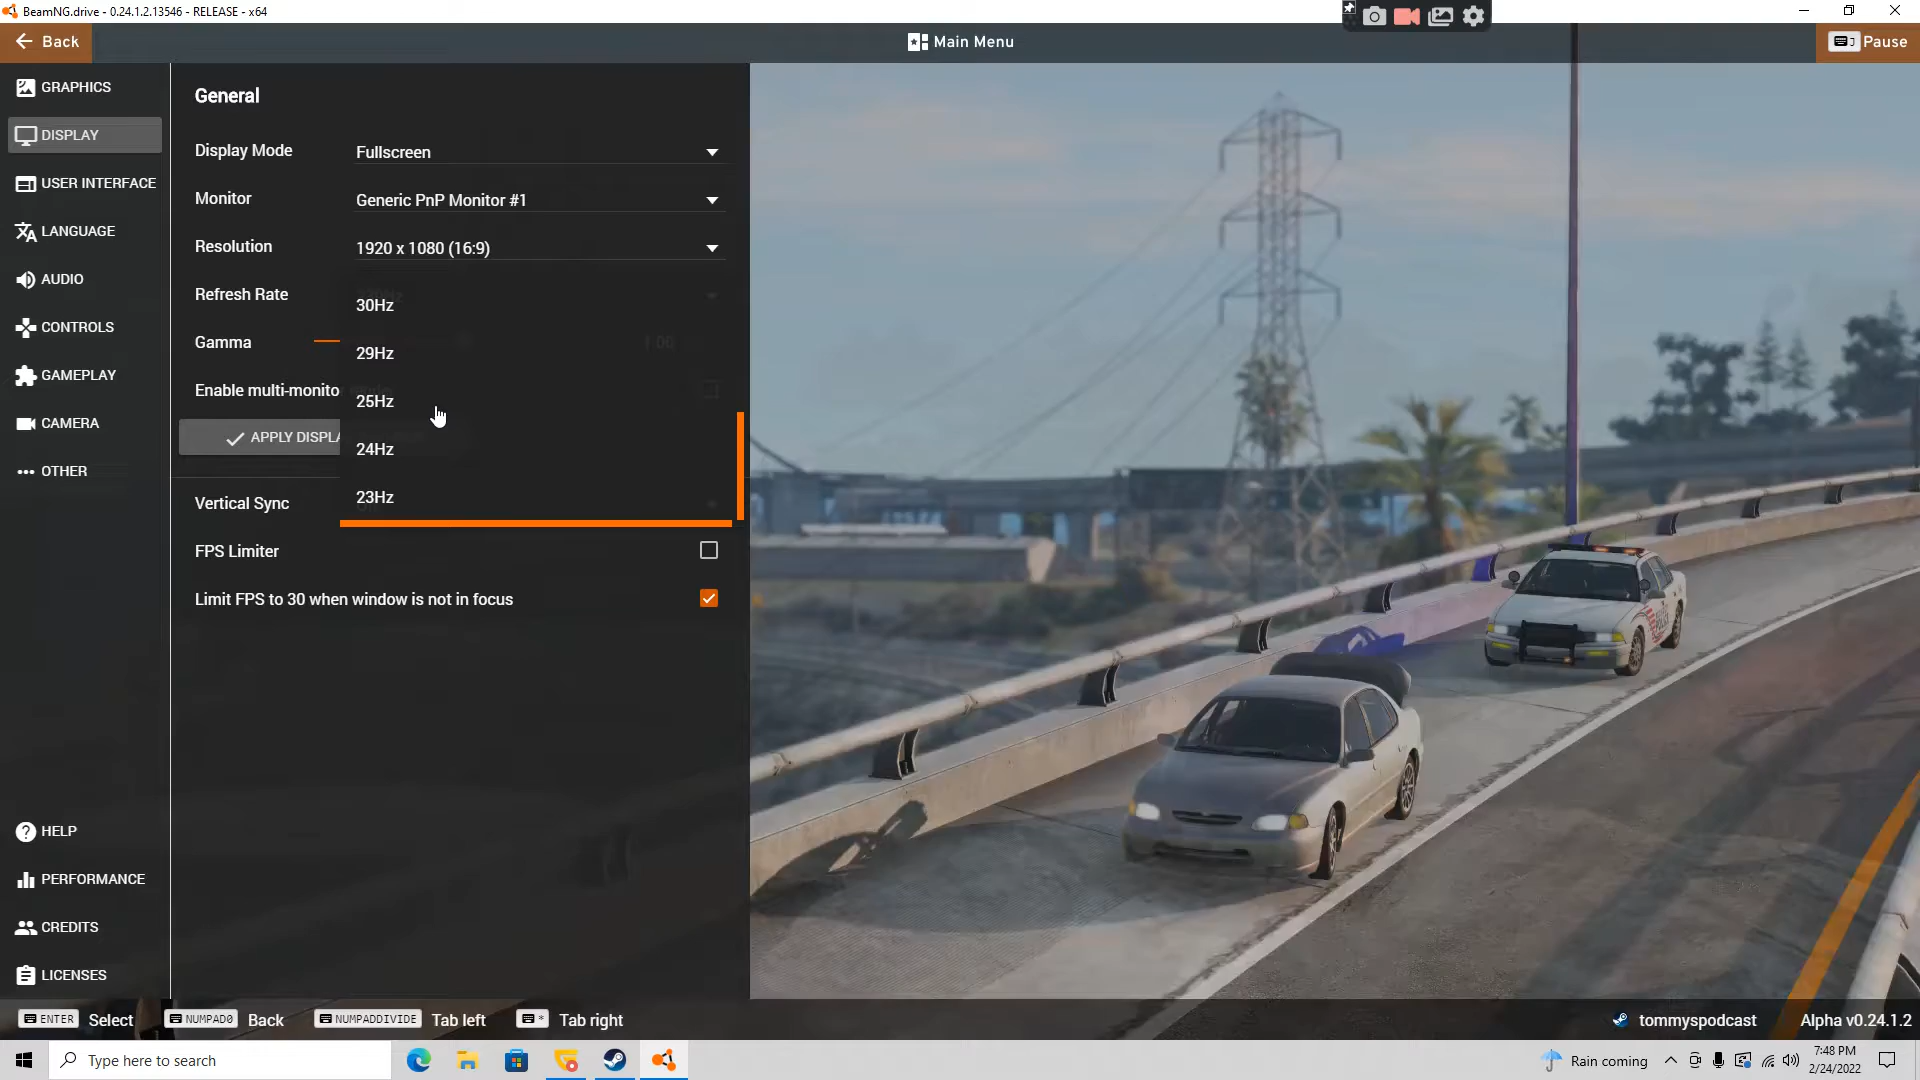 BeamNG.drive - 0.24.1.2.13546 - RELEASE - x64
Back
Main Menu
J Pause
GRAPHICS
DISPLAY
USER INTERFACE
LANGUAGE
AUDIO
CONTROLS
GAMEPLAY
CAMERA
OTHER
HELP
PERFORMANCE
CREDITS
LICENSES
General
Display Mode Fullscreen
Monitor Generic PnP Monitor #1
Resolution 1920 x 1080 (16:9)
Refresh Rate
30Hz
Gamma 1.00
29Hz
Enable multi-monito
25Hz
APPLY DISPLA
24Hz
Vertical Sync
23Hz
FPS Limiter
Limit FPS to 30 when window is not in focus
ENTER Select NUMPAD0 Back NUMPADDIVIDE Tab left * Tab right
tommyspodcast Alpha v0.24.1.2
Type here to search
Rain coming
7:48 PM
2/24/2022